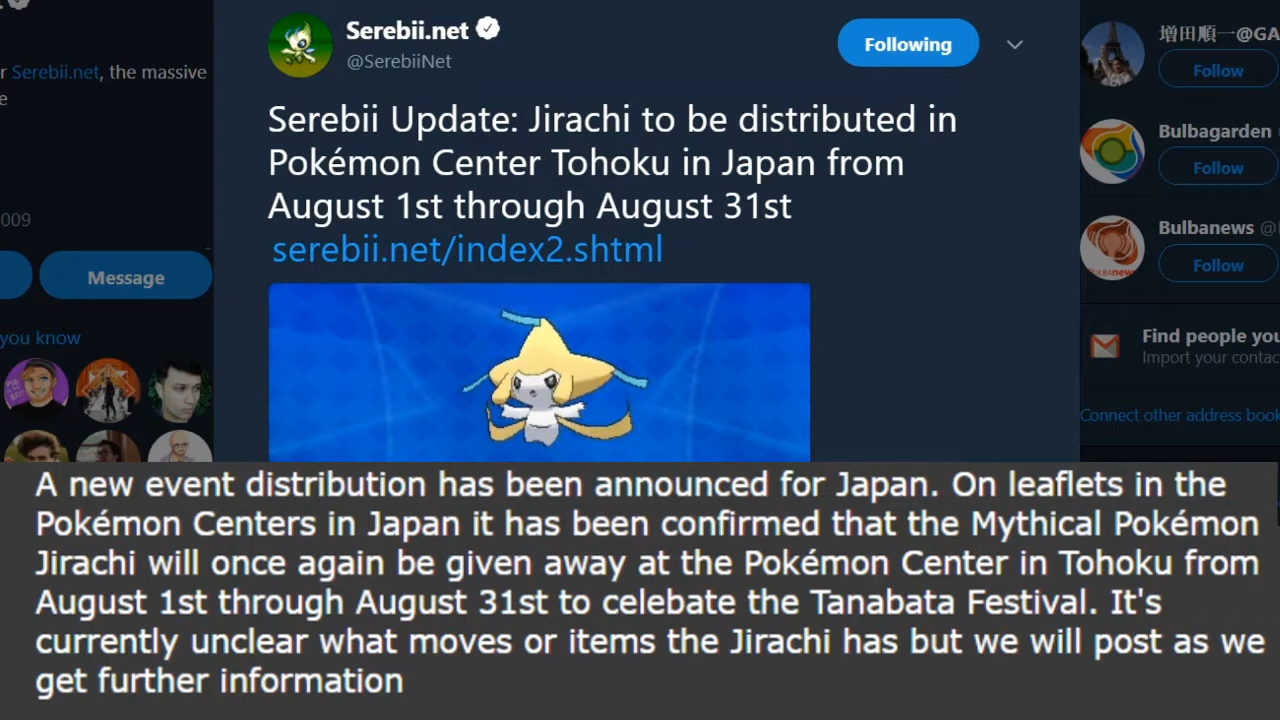 Serebii.net
@SerebiiNet
Following
Serebii Update: Jirachi to be distributed in
Pokémon Center Tohoku in Japan from
August 1st through August 31st
serebii.net/index2.shtml
r Serebii.net, the massive
e
009
Message
you know
増田順一@GA
Follow
Bulbagarden
Follow
Bulbanews @
Follow
Find people you
Import your contac
Connect other address book
A new event distribution has been announced for Japan. On leaflets in the
Pokémon Centers in Japan it has been confirmed that the Mythical Pokémon
Jirachi will once again be given away at the Pokémon Center in Tohoku from
August 1st through August 31st to celebate the Tanabata Festival. It's
currently unclear what moves or items the Jirachi has but we will post as we
get further information